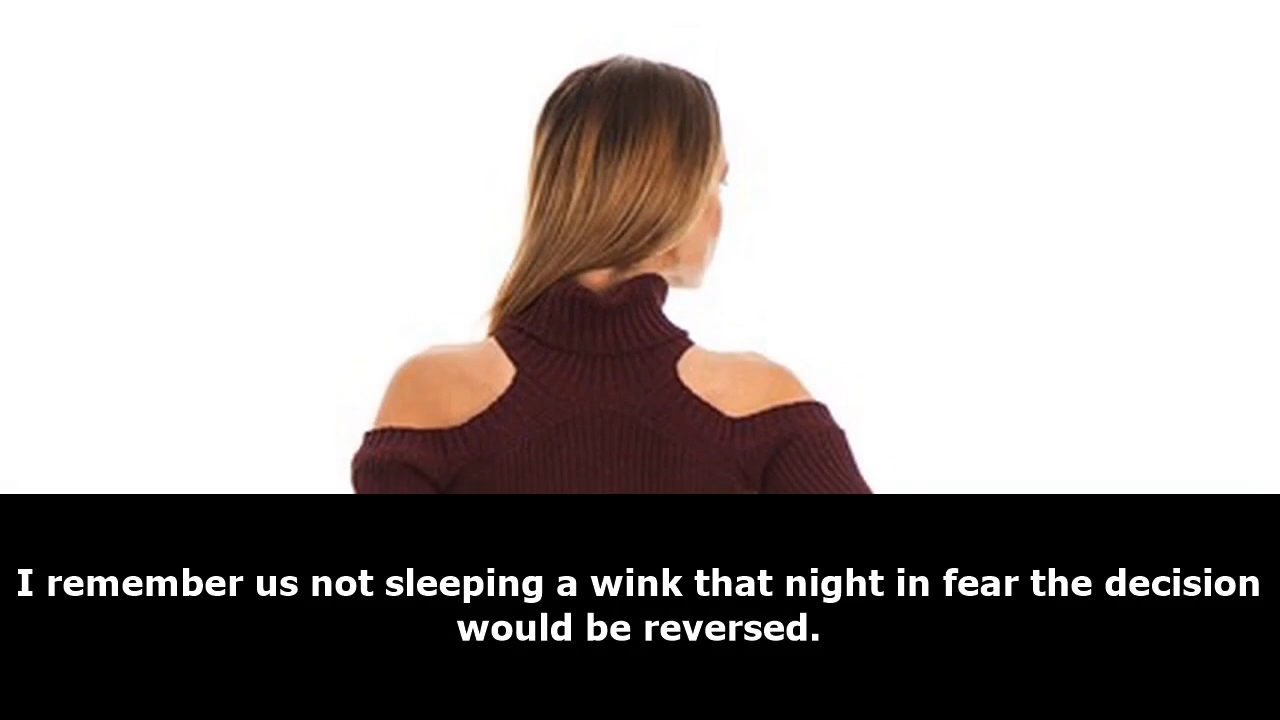 I remember us not sleeping a wink that night in fear the decision
would be reversed.